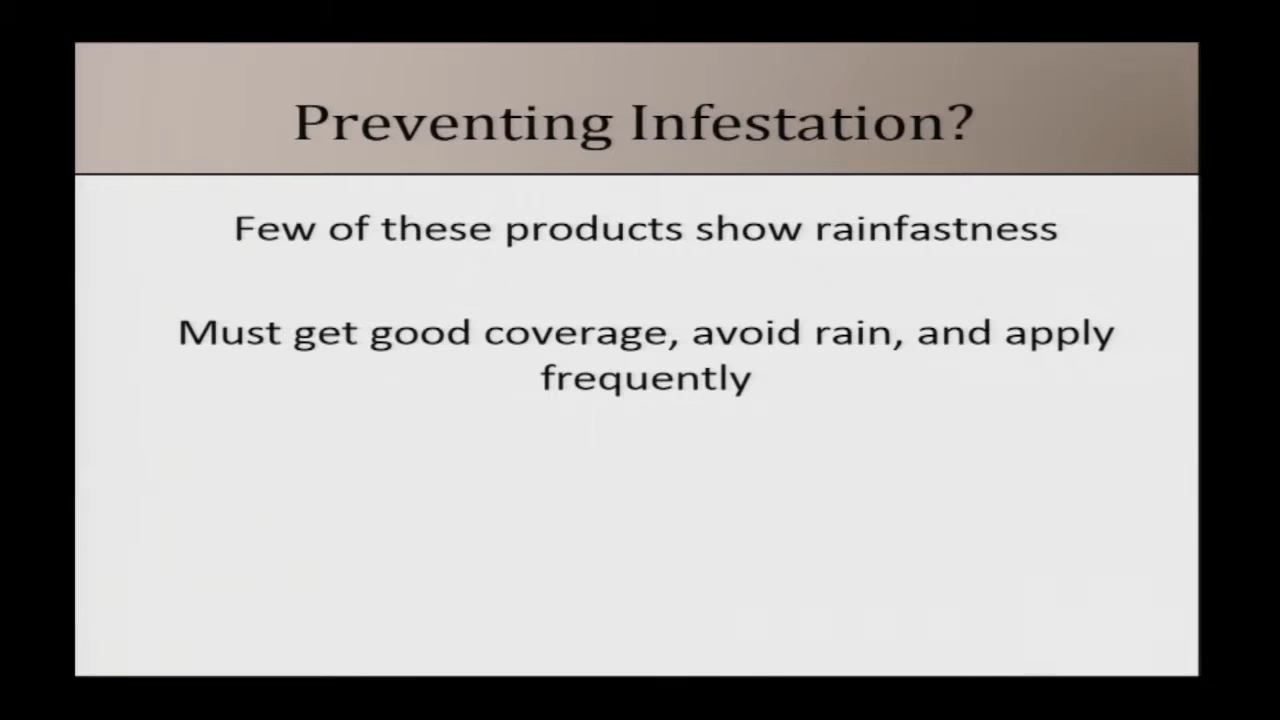 Preventing Infestation?
Few of these products show rainfastness
Must get good coverage, avoid rain, and apply
frequently